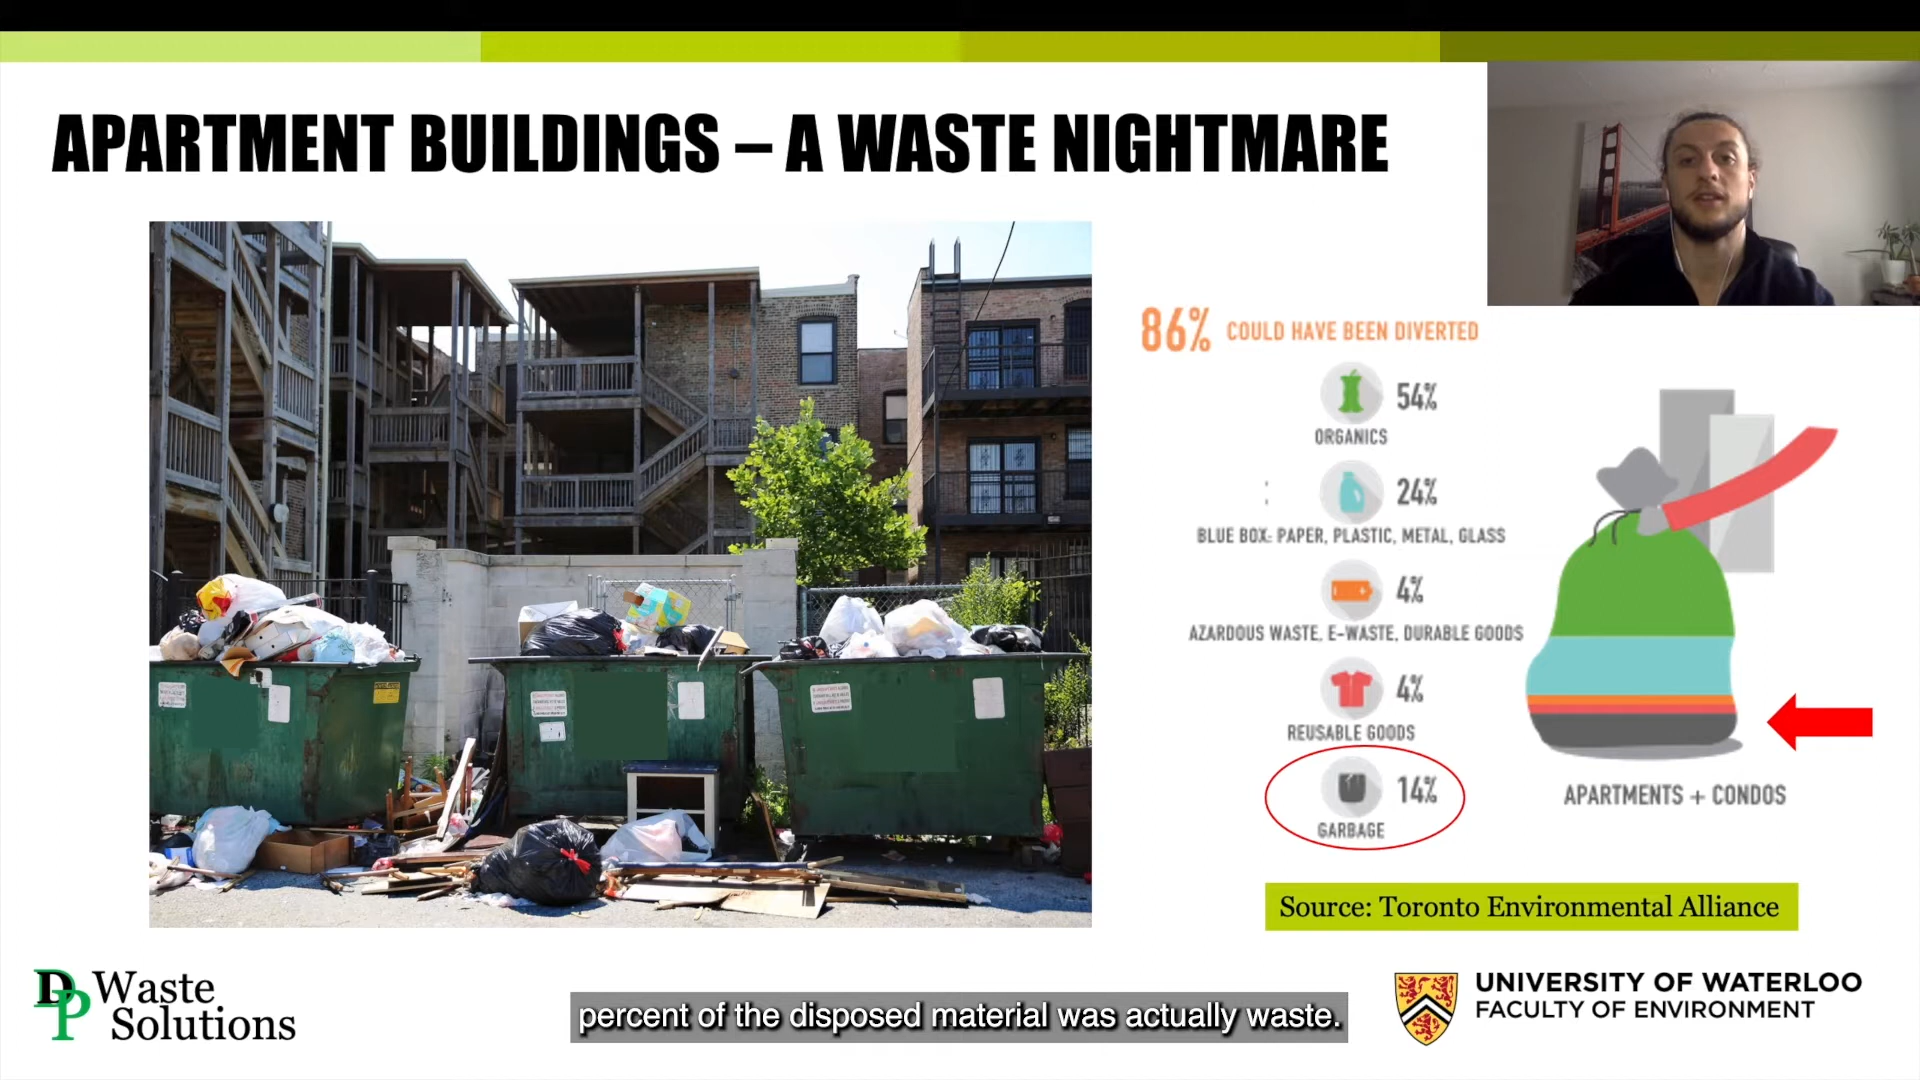 APARTMENT BUILDINGS – A WASTE NIGHTMARE
86% COULD HAVE BEEN DIVERTED
54%
ORGANICS
:
24%
BLUE BOX: PAPER, PLASTIC, METAL, GLASS
4%
AZARDOUS WASTE, E-WASTE, DURABLE GOODS
4%
REUSABLE GOODS
14%
GARBAGE
APARTMENTS + CONDOS
Source: Toronto Environmental Alliance
DP Waste
Solutions
percent of the disposed material was actually waste.
UNIVERSITY OF WATERLOO
FACULTY OF ENVIRONMENT